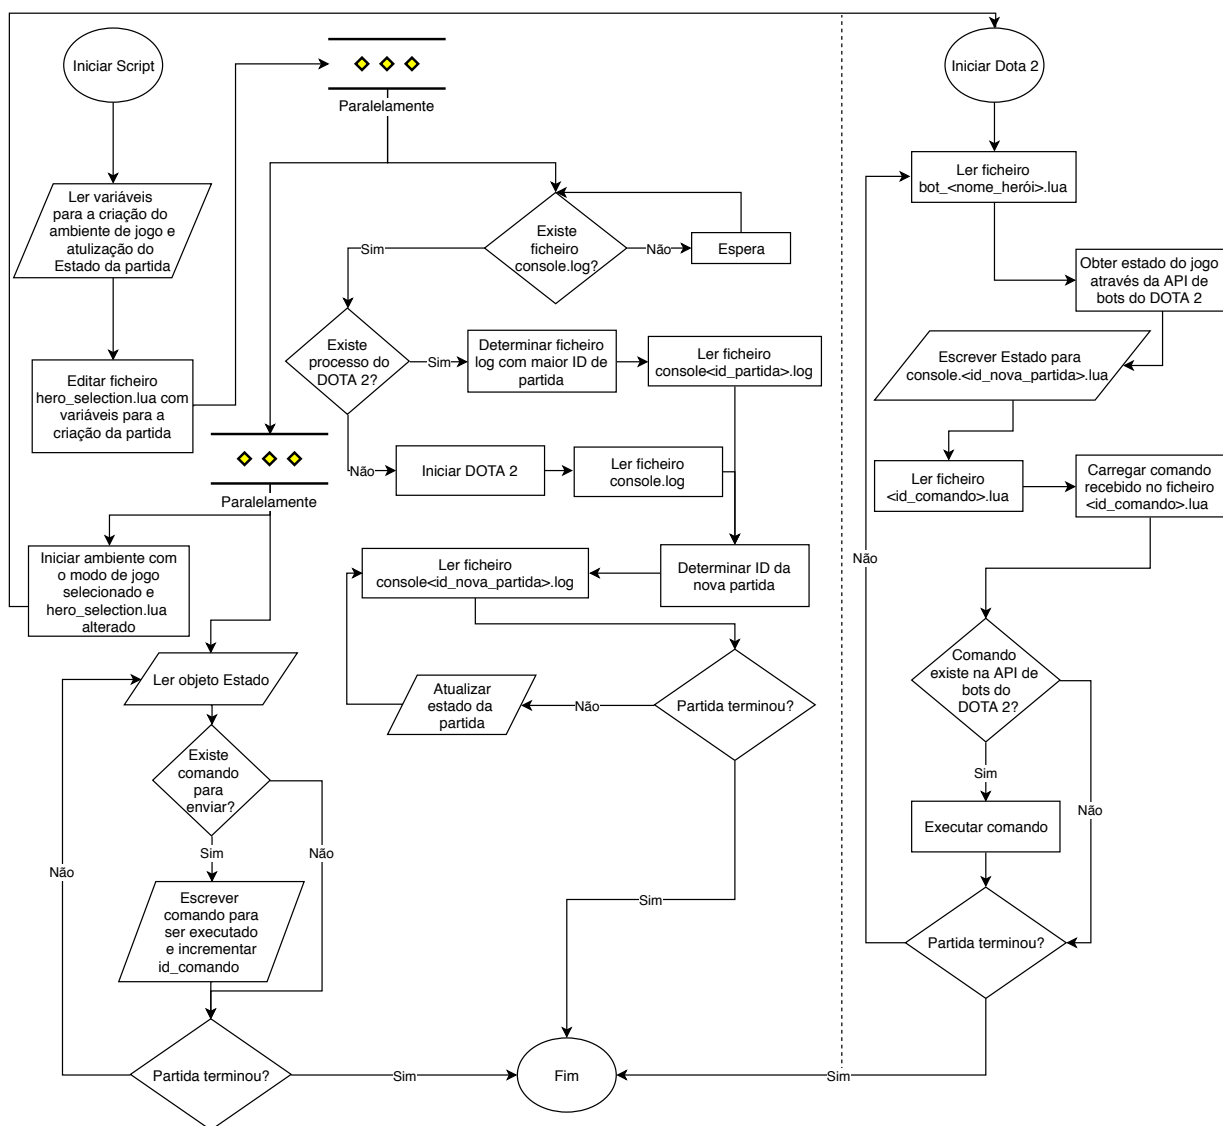 Iniciar Script
Paralelamente
Ler variáveis
para a criação do
ambiente de jogo e
atulização do
Estado da partida
Editar ficheiro
hero_selection.lua com
variáveis para a
criação da partida
Existe
ficheiro
console.log?
Não
Espera
Sim
Existe
processo do
DOTA 2?
Sim
Determinar ficheiro
log com maior ID de
partida
Ler ficheiro
console<id_partida>.log
Não
Iniciar DOTA 2
Ler ficheiro
console.log
Paralelamente
Iniciar ambiente com
o modo de jogo
selecionado e
hero_selection.lua
alterado
Ler ficheiro
console<id_nova_partida>.log
Determinar ID da
nova partida
Ler objeto Estado
Atualizar
estado da
partida
Não
Partida terminou?
Existe
comando
para
enviar?
Sim
Não
Não
Escrever
comando para
ser executado
e incrementar
id_comando
Sim
Partida terminou?
Sim
Fim
Iniciar Dota 2
Ler ficheiro
bot_<nome_herói>.lua
Obter estado do jogo
através da API de
bots do DOTA 2
Escrever Estado para
console.<id_nova_partida>.lua
Ler ficheiro
<id_comando>.lua
Carregar comando
recebido no ficheiro
<id_comando>.lua
Não
Comando
existe na API de
bots do
DOTA 2?
Sim
Não
Executar comando
Partida terminou?
Sim